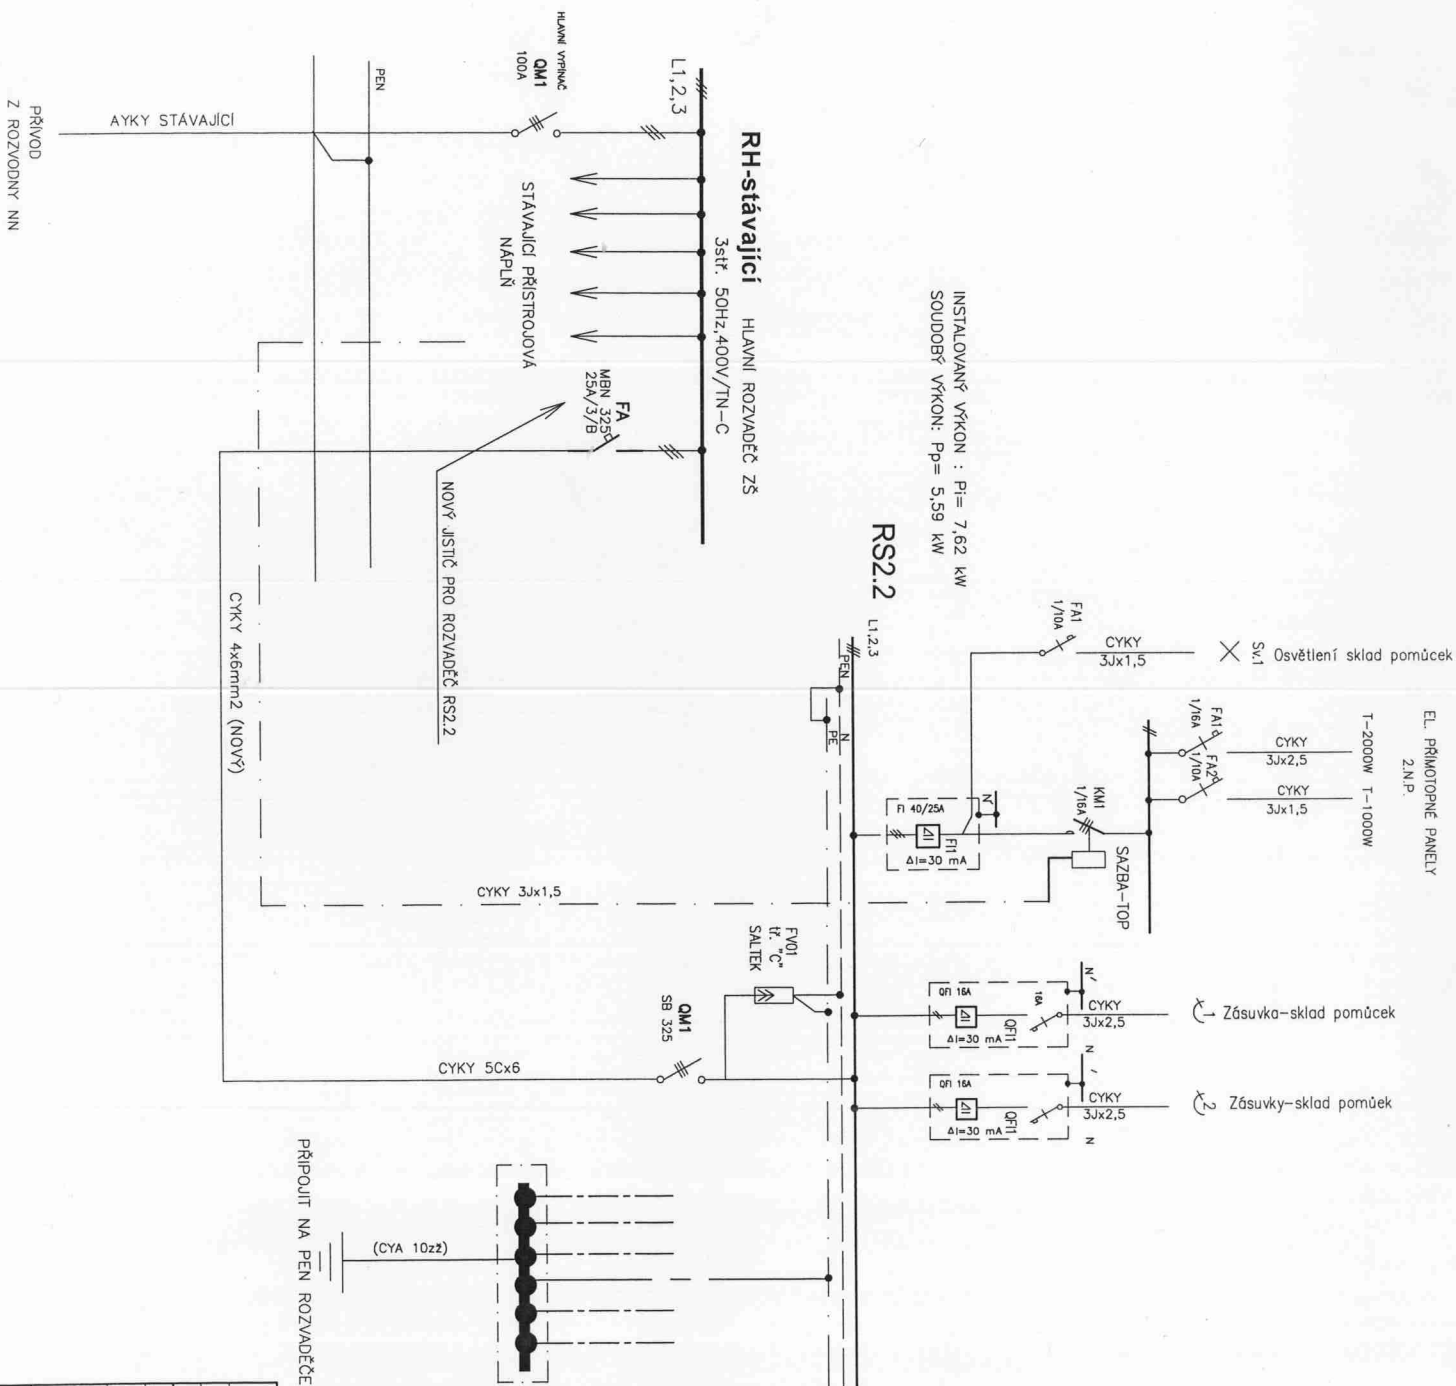 HLAVNÍ VYPÍNAČ
QM1
100A
PEN
AYKY STÁVAJÍCÍ
PŘÍVOD
Z ROZVODNY NN
L1,2,3
RH-stávající HLAVNÍ ROZVADĚČ ZŠ
3stř. 50Hz,400V/TN-C
STÁVAJÍCÍ PŘÍSTROJOVÁ
NÁPLŇ
FA
MBN 325
25A/3/B
NOVÝ JISTIČ PRO ROZVADĚČ RS2.2
CYKY 4x6mm2 (NOVÝ)
INSTALOVANÝ VÝKON : Pi= 7,62 kW
SOUDOBÝ VÝKON: Pp= 5,59 kW
RS2.2
L1,2,3
PEN
N
PE
FA1
1/10A
CYKY
3Jx1,5
Sv.1
Osvětlení sklad pomůcek
EL. PŘÍMOTOPNÉ PANELY
2.N.P.
T-2000W T-1000W
FA1
1/16A
CYKY
3Jx2,5
FA2
1/10A
CYKY
3Jx1,5
FI 40/25A
FI1
ΔI
ΔI=30 mA
N'
KM1
1/16A
SAZBA-TOP
CYKY 3Jx1,5
FV01
tř. "C"
SALTEK
QM1
SB 325
CYKY 5Cx6
QFI 16A
16A
ΔI
QFI1
ΔI=30 mA
N'
CYKY
3Jx2,5
N
1
Zásuvka-sklad pomůcek
QFI 16A
ΔI
QFI1
ΔI=30 mA
CYKY
3Jx2,5
N
2
Zásuvky-sklad pomůek
(CYA 10zž)
PŘIPOJIT NA PEN ROZVADĚČE